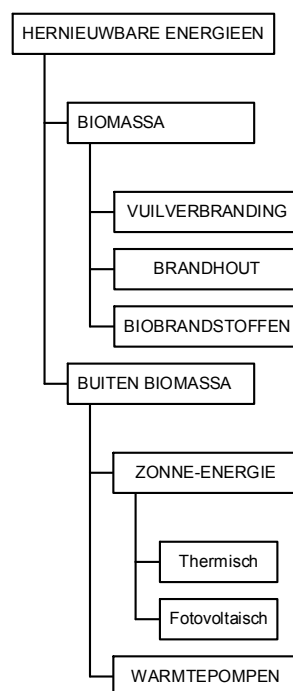 HERNIEUWBARE ENERGIEEN
BIOMASSA
VUILVERBRANDING
BRANDHOUT
BIOBRANDSTOFFEN
BUITEN BIOMASSA
ZONNE-ENERGIE
Thermisch
Fotovoltaisch
WARMTEPOMPEN